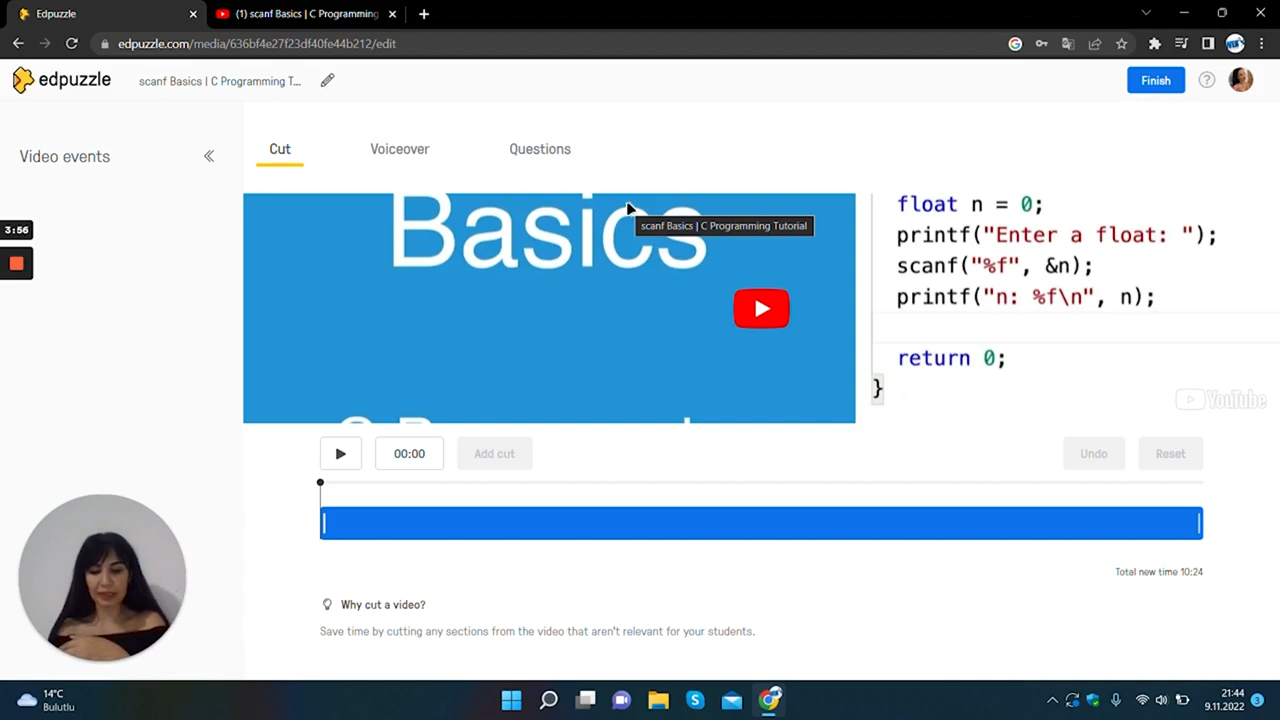 Edpuzzle
(1) scanf Basics | C Programming
edpuzzle.com/media/636bf4e27f23df40fe44b212/edit
edpuzzle
scanf Basics | C Programming T...
Finish
Video events
Cut
Voiceover
Questions
3:56
Basics
scanf Basics | C Programming Tutorial
float n = 0;
printf("Enter a float: ");
scanf("%f", &n);
printf("n: %f\n", n);
return 0;
}
YouTube
00:00
Add cut
Undo
Reset
Total new time 10:24
Why cut a video?
Save time by cutting any sections from the video that aren't relevant for your students.
14°C
Bulutlu
21:44
9.11.2022
3